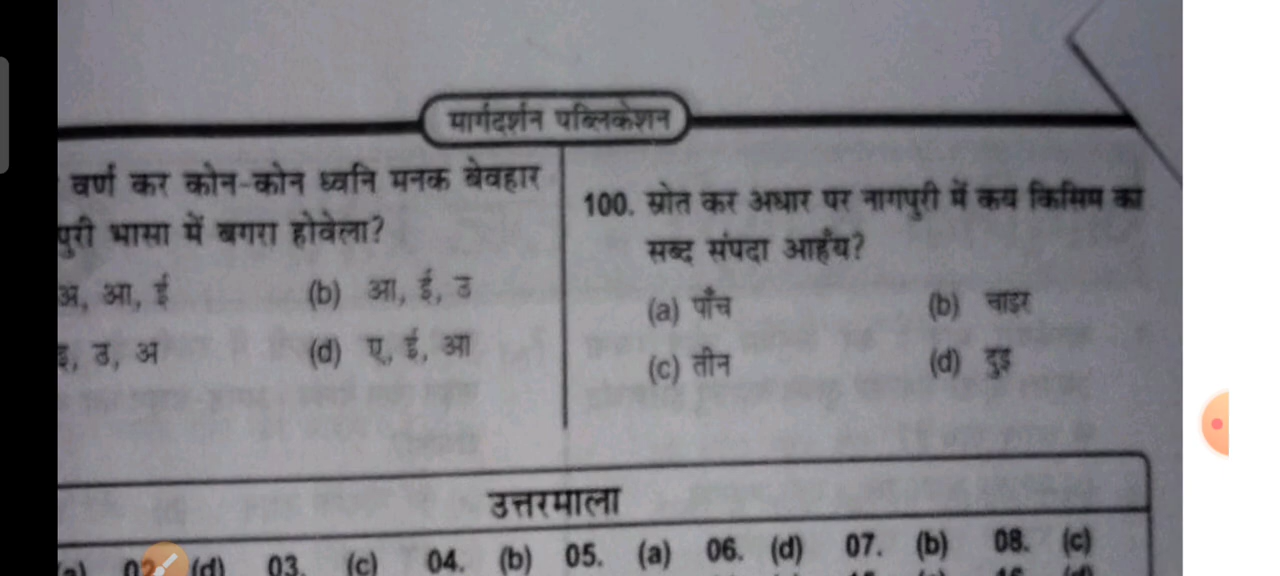 मार्गदर्शन पब्लिकेशन
वर्ण कर कोन-कोन ध्वनि मनक बेवहार
पुरी भासा में बगरा होवेला?
अ, आ, ई (b) आ, ई, उ
इ, उ, अ (d) ए, ई, आ
100. स्रोत कर अधार पर नागपुरी में कय किसिम का
सब्द संपदा आहँय?
(a) पाँच (b) चाइर
(c) तीन (d) दुइ
उत्तरमाला
02. (d) 03. (c) 04. (b) 05. (a) 06. (d) 07. (b) 08. (c)